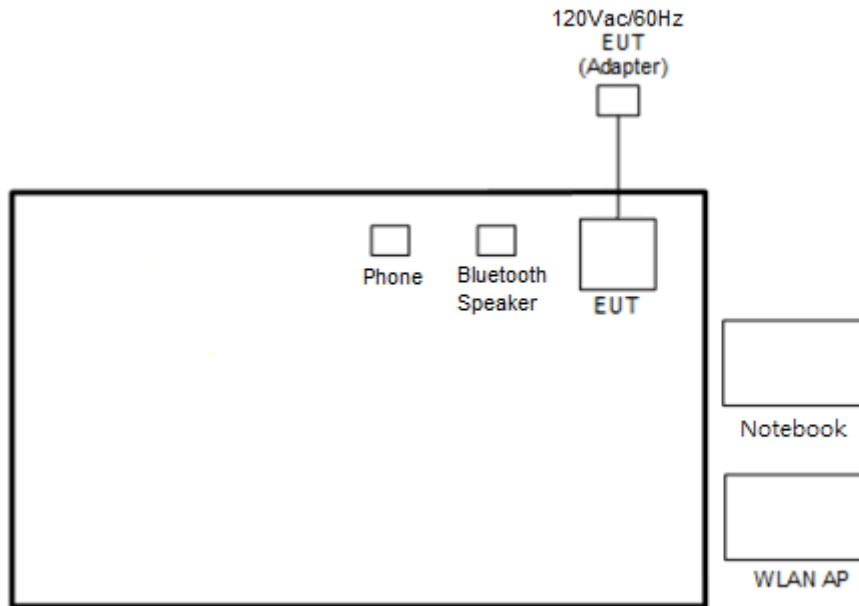 120Vac/60Hz
EUT
(Adapter)
Phone
Bluetooth
Speaker
EUT
Notebook
WLAN AP